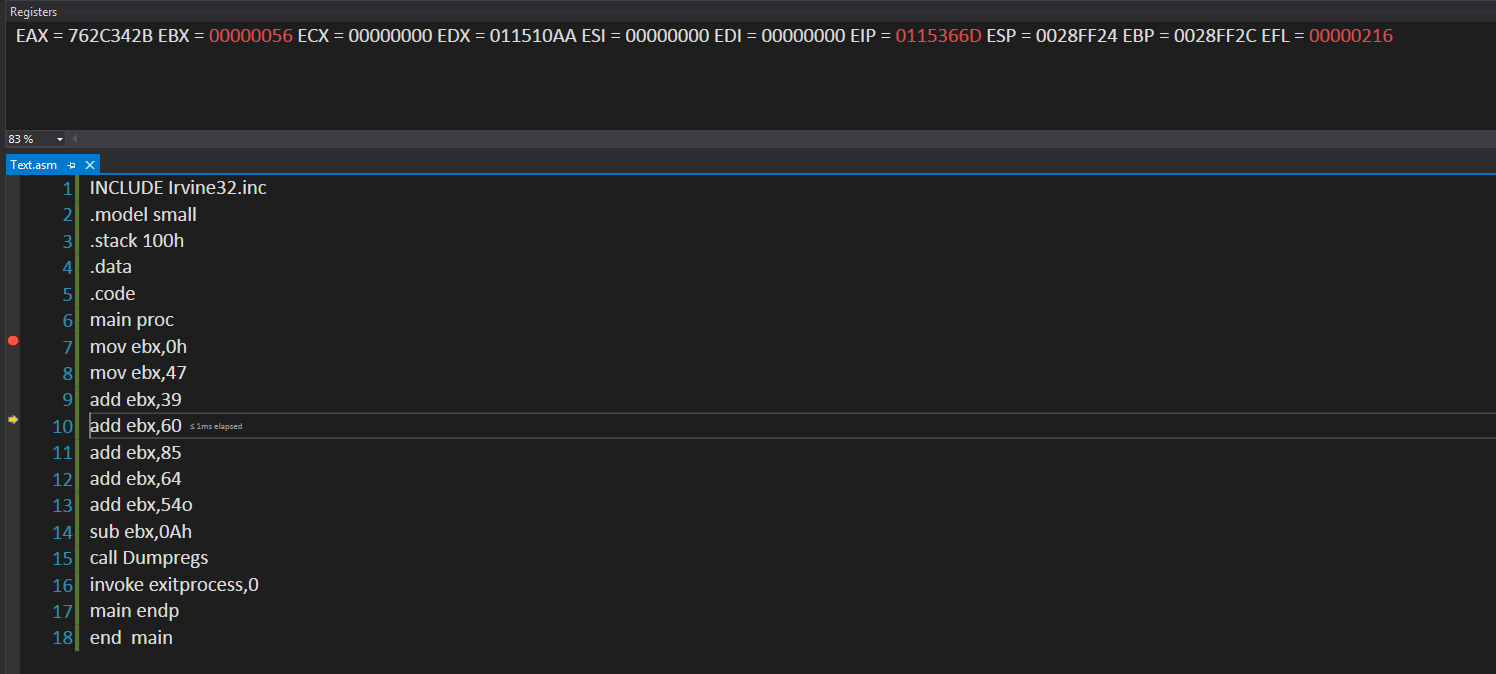 Registers
EAX = 762C342B EBX = 00000056 ECX = 00000000 EDX = 011510AA ESI = 00000000 EDI = 00000000 EIP = 0115366D ESP = 0028FF24 EBP = 0028FF2C EFL = 00000216
83 %
Text.asm
1 INCLUDE Irvine32.inc
2 .model small
3 .stack 100h
4 .data
5 .code
6 main proc
7 mov ebx,0h
8 mov ebx,47
9 add ebx,39
10 add ebx,60 ≤ 1ms elapsed
11 add ebx,85
12 add ebx,64
13 add ebx,54o
14 sub ebx,0Ah
15 call Dumpregs
16 invoke exitprocess,0
17 main endp
18 end  main